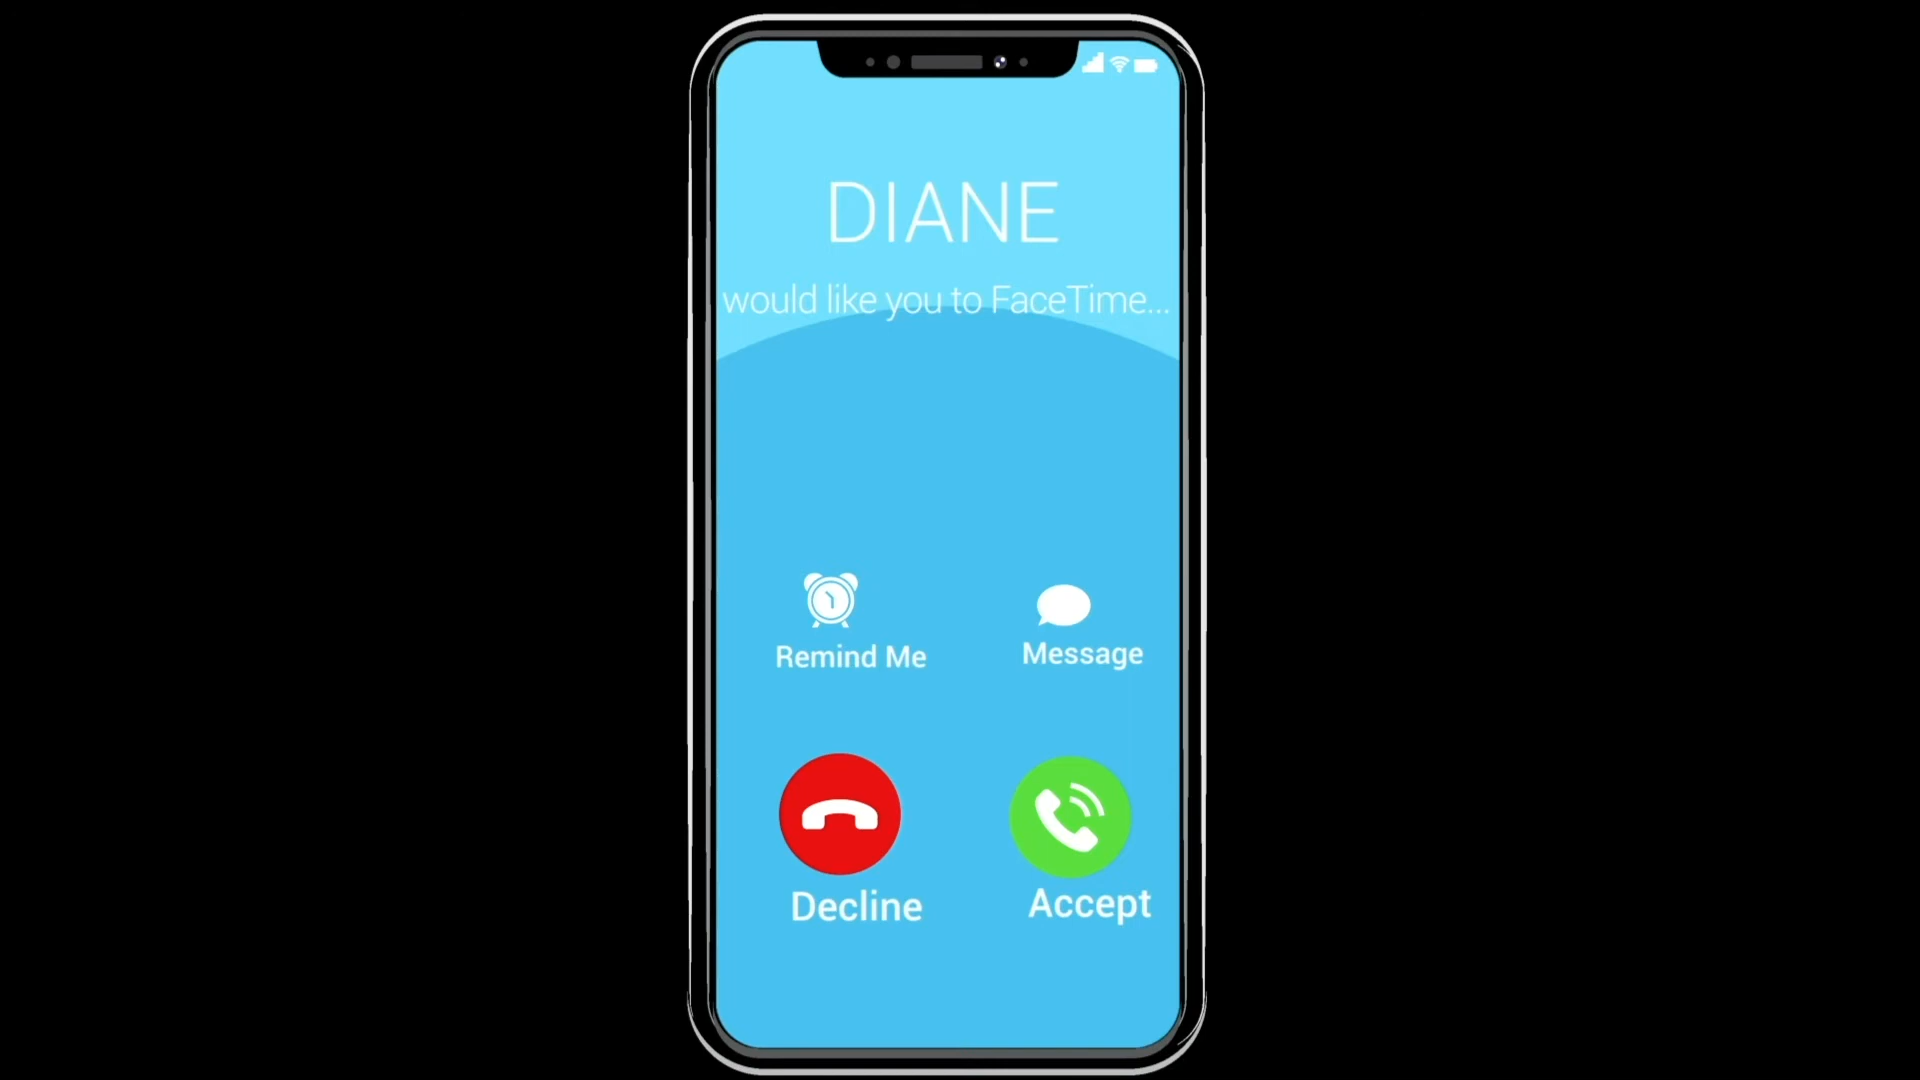 DIANE
would like you to FaceTime...
Remind Me
Message
Decline
Accept